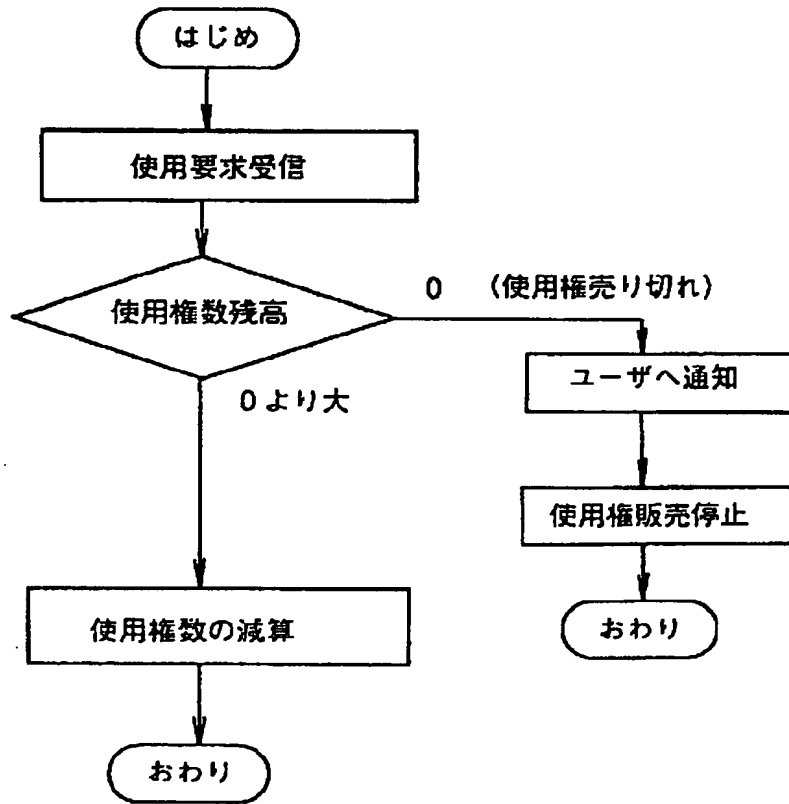 はじめ
使用要求受信
使用権数残高
0 (使用権売り切れ)
ユーザへ通知
0より大
使用権販売停止
使用権数の減算
おわり
おわり